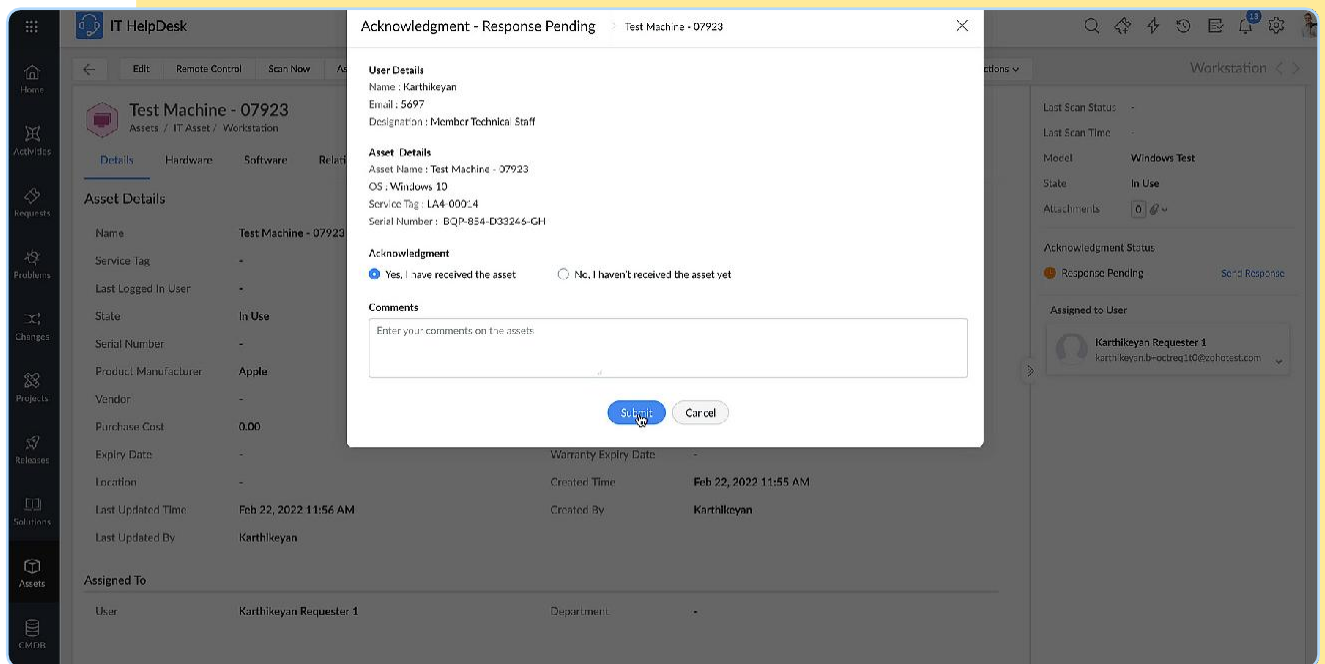 IT HelpDesk
13
Home
Activities
Requests
Problems
Changes
Projects
Releases
Solutions
Assets
CMDB
Edit
Remote Control
Scan Now
Workstation
Test Machine - 07923
Assets / IT Asset / Workstation
Details
Hardware
Software
Asset Details
Name Test Machine - 07923
Service Tag -
Last Logged In User -
State In Use
Serial Number -
Product Manufacturer Apple
Vendor -
Purchase Cost 0.00
Expiry Date -
Warranty Expiry Date -
Location -
Created Time Feb 22, 2022 11:55 AM
Last Updated Time Feb 22, 2022 11:56 AM
Created By Karthikeyan
Last Updated By Karthikeyan
Assigned To
User Karthikeyan Requester 1
Department -
Acknowledgment - Response Pending
Test Machine - 07923
User Details
Name : Karthikeyan
Email : 5697
Designation : Member Technical Staff
Asset Details
Asset Name : Test Machine - 07923
OS : Windows 10
Service Tag : LA4-00014
Serial Number : BQP-854-D33246-GH
Acknowledgment
Yes, I have received the asset
No, I haven't received the asset yet
Comments
Enter your comments on the assets
Submit
Cancel
Last Scan Status -
Last Scan Time -
Model Windows Test
State In Use
Attachments 0
Acknowledgment Status
Response Pending Send Response
Assigned to User
Karthikeyan Requester 1
karthikeyan.b+octreq1t0@zohotest.com